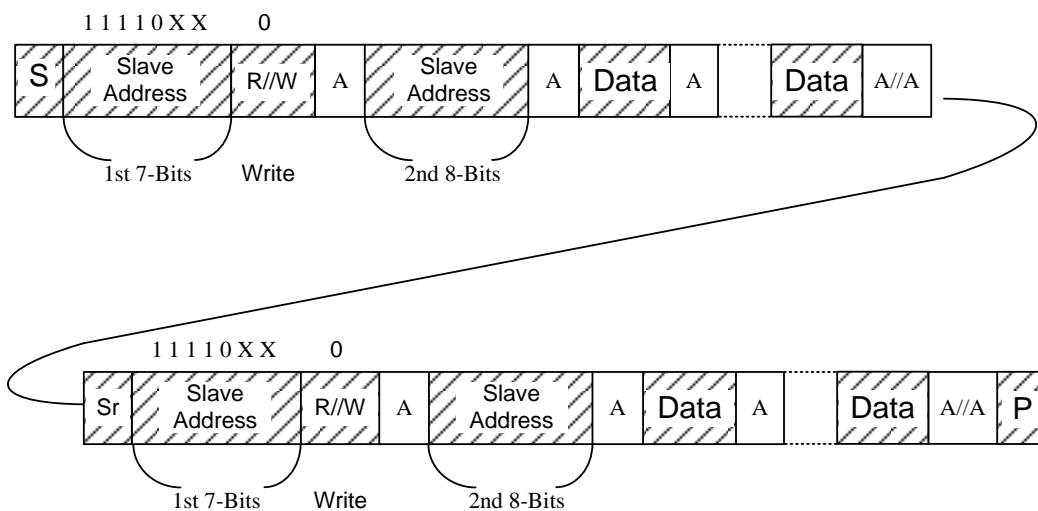 1 1 1 1 0 X X 0
S Slave Address R//W A Slave Address A Data A Data A//A
1st 7-Bits Write 2nd 8-Bits
1 1 1 1 0 X X 0
Sr Slave Address R//W A Slave Address A Data A Data A//A P
1st 7-Bits Write 2nd 8-Bits